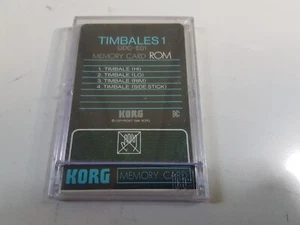 TIMBALES 1
MEMORY CARD ROM
1. TIMBALE (HI)
2. TIMBALE (LO)
3. TIMBALE (RIM)
4. TIMBALE (SIDE STICK)
KORG
KORG MEMORY CARD